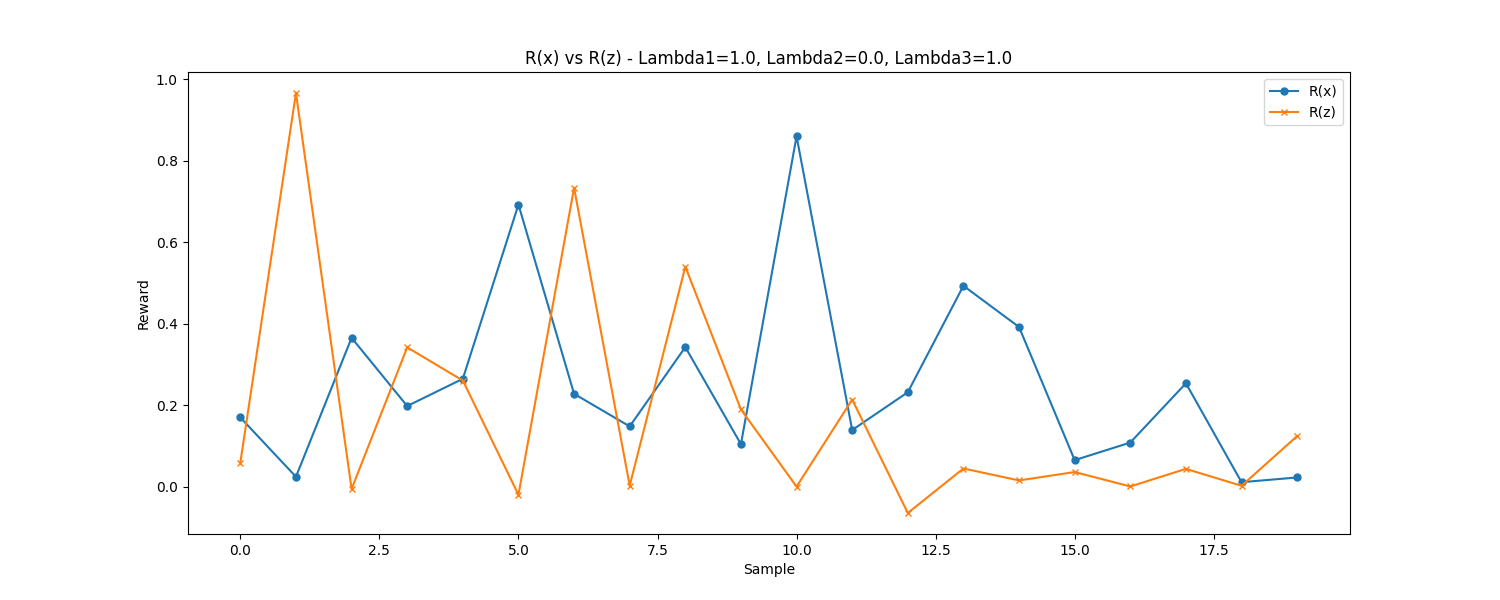 R(x) vs R(z) - Lambda1=1.0, Lambda2=0.0, Lambda3=1.0
R(x)
R(z)
1.0
0.8
0.6
0.4
0.2
0.0
Reward
0.0 2.5 5.0 7.5 10.0 12.5 15.0 17.5
Sample